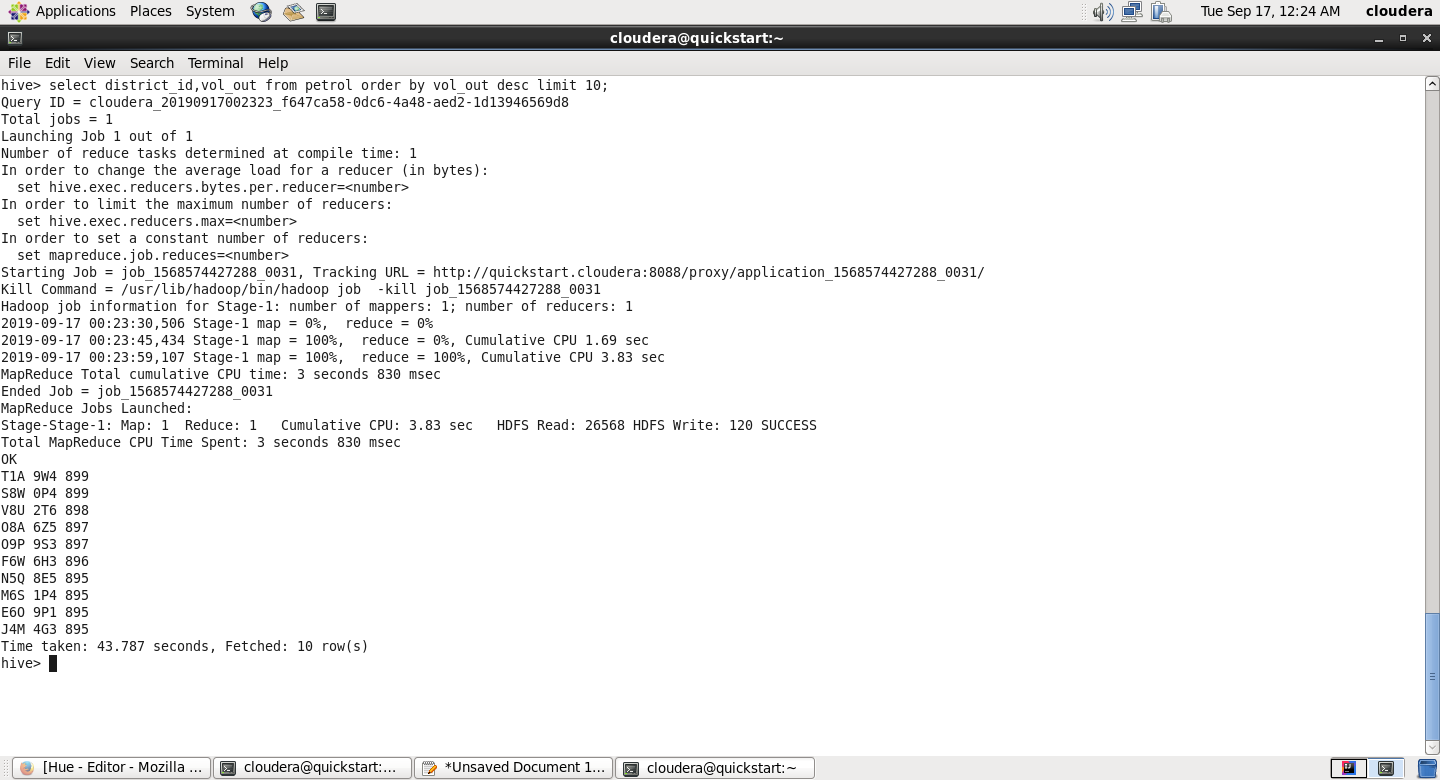 Applications Places System Tue Sep 17, 12:24 AM cloudera
cloudera@quickstart:~
File Edit View Search Terminal Help
hive> select district_id,vol_out from petrol order by vol_out desc limit 10;
Query ID = cloudera_20190917002323_f647ca58-0dc6-4a48-aed2-1d13946569d8
Total jobs = 1
Launching Job 1 out of 1
Number of reduce tasks determined at compile time: 1
In order to change the average load for a reducer (in bytes):
  set hive.exec.reducers.bytes.per.reducer=<number>
In order to limit the maximum number of reducers:
  set hive.exec.reducers.max=<number>
In order to set a constant number of reducers:
  set mapreduce.job.reduces=<number>
Starting Job = job_1568574427288_0031, Tracking URL = http://quickstart.cloudera:8088/proxy/application_1568574427288_0031/
Kill Command = /usr/lib/hadoop/bin/hadoop job  -kill job_1568574427288_0031
Hadoop job information for Stage-1: number of mappers: 1; number of reducers: 1
2019-09-17 00:23:30,506 Stage-1 map = 0%,  reduce = 0%
2019-09-17 00:23:45,434 Stage-1 map = 100%,  reduce = 0%, Cumulative CPU 1.69 sec
2019-09-17 00:23:59,107 Stage-1 map = 100%,  reduce = 100%, Cumulative CPU 3.83 sec
MapReduce Total cumulative CPU time: 3 seconds 830 msec
Ended Job = job_1568574427288_0031
MapReduce Jobs Launched:
Stage-Stage-1: Map: 1  Reduce: 1   Cumulative CPU: 3.83 sec   HDFS Read: 26568 HDFS Write: 120 SUCCESS
Total MapReduce CPU Time Spent: 3 seconds 830 msec
OK
T1A 9W4 899
S8W 0P4 899
V8U 2T6 898
O8A 6Z5 897
O9P 9S3 897
F6W 6H3 896
N5Q 8E5 895
M6S 1P4 895
E6O 9P1 895
J4M 4G3 895
Time taken: 43.787 seconds, Fetched: 10 row(s)
hive>
[Hue - Editor - Mozilla ... cloudera@quickstart:... *Unsaved Document 1... cloudera@quickstart:~